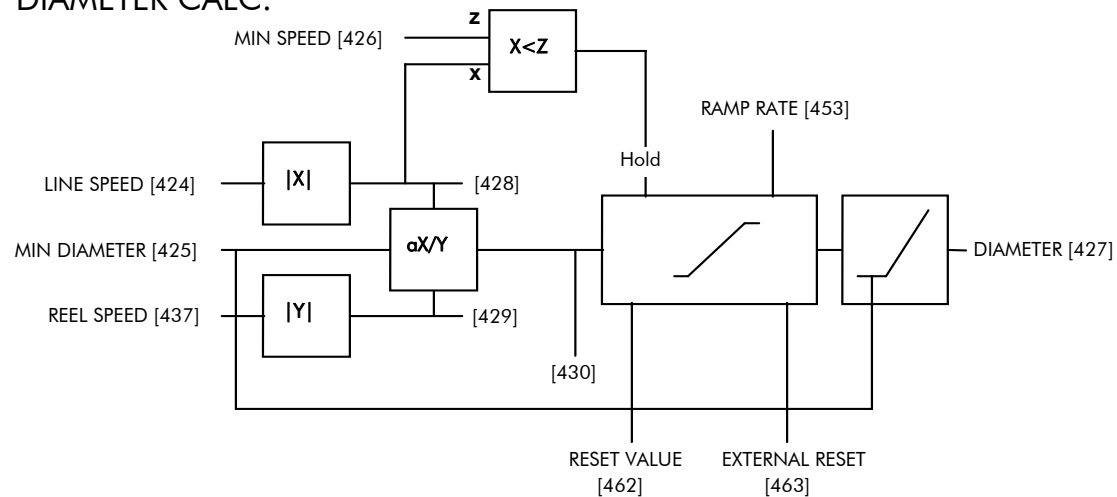 DIAMETER CALC.
MIN SPEED [426]
z
x
X<Z
RAMP RATE [453]
Hold
LINE SPEED [424]
|X|
[428]
MIN DIAMETER [425]
aX/Y
DIAMETER [427]
REEL SPEED [437]
|Y|
[429]
[430]
RESET VALUE
[462]
EXTERNAL RESET
[463]